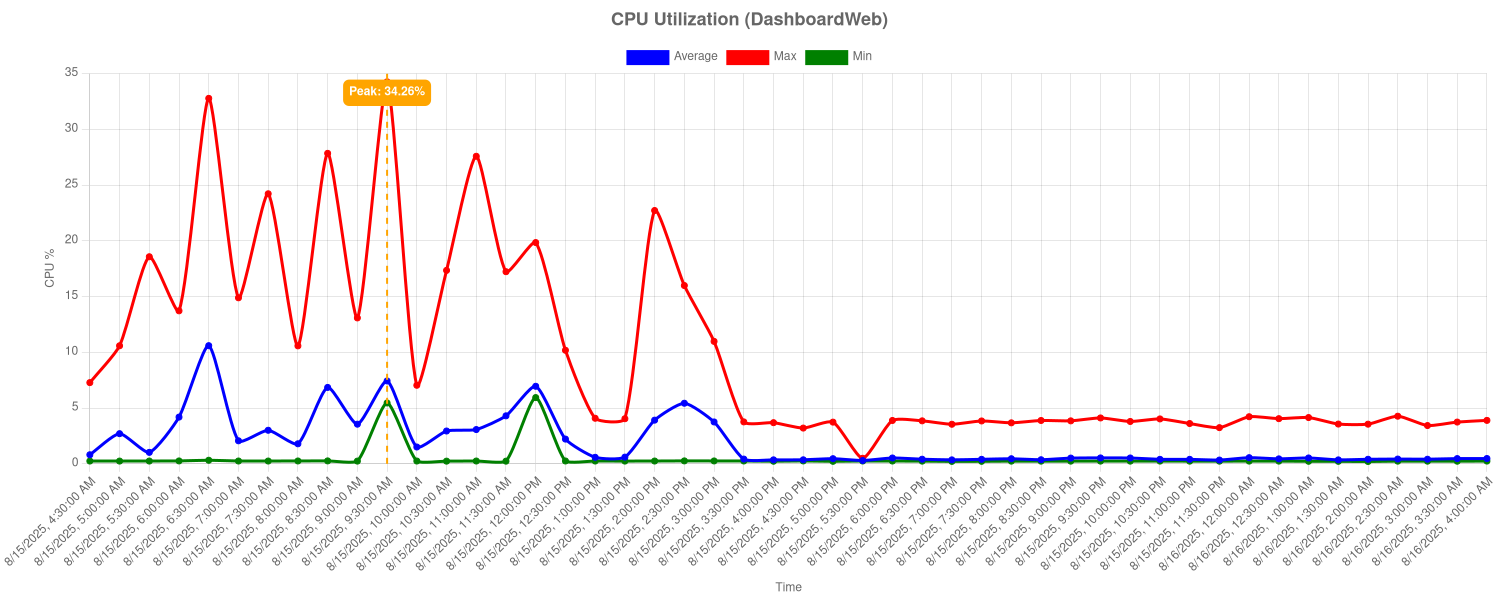 CPU Utilization (DashboardWeb)
Average Max Min
Peak: 34.26%
35
30
25
20
15
10
5
0
CPU %
8/15/2025, 4:30:00 AM
8/15/2025, 5:00:00 AM
8/15/2025, 5:30:00 AM
8/15/2025, 6:00:00 AM
8/15/2025, 6:30:00 AM
8/15/2025, 7:00:00 AM
8/15/2025, 7:30:00 AM
8/15/2025, 8:00:00 AM
8/15/2025, 8:30:00 AM
8/15/2025, 9:00:00 AM
8/15/2025, 9:30:00 AM
8/15/2025, 10:00:00 AM
8/15/2025, 10:30:00 AM
8/15/2025, 11:00:00 AM
8/15/2025, 11:30:00 AM
8/15/2025, 12:00:00 PM
8/15/2025, 12:30:00 PM
8/15/2025, 1:00:00 PM
8/15/2025, 1:30:00 PM
8/15/2025, 2:00:00 PM
8/15/2025, 2:30:00 PM
8/15/2025, 3:00:00 PM
8/15/2025, 3:30:00 PM
8/15/2025, 4:00:00 PM
8/15/2025, 4:30:00 PM
8/15/2025, 5:00:00 PM
8/15/2025, 5:30:00 PM
8/15/2025, 6:00:00 PM
8/15/2025, 6:30:00 PM
8/15/2025, 7:00:00 PM
8/15/2025, 7:30:00 PM
8/15/2025, 8:00:00 PM
8/15/2025, 8:30:00 PM
8/15/2025, 9:00:00 PM
8/15/2025, 9:30:00 PM
8/15/2025, 10:00:00 PM
8/15/2025, 10:30:00 PM
8/15/2025, 11:00:00 PM
8/15/2025, 11:30:00 PM
8/16/2025, 12:00:00 AM
8/16/2025, 12:30:00 AM
8/16/2025, 1:00:00 AM
8/16/2025, 1:30:00 AM
8/16/2025, 2:00:00 AM
8/16/2025, 2:30:00 AM
8/16/2025, 3:00:00 AM
8/16/2025, 3:30:00 AM
8/16/2025, 4:00:00 AM
Time